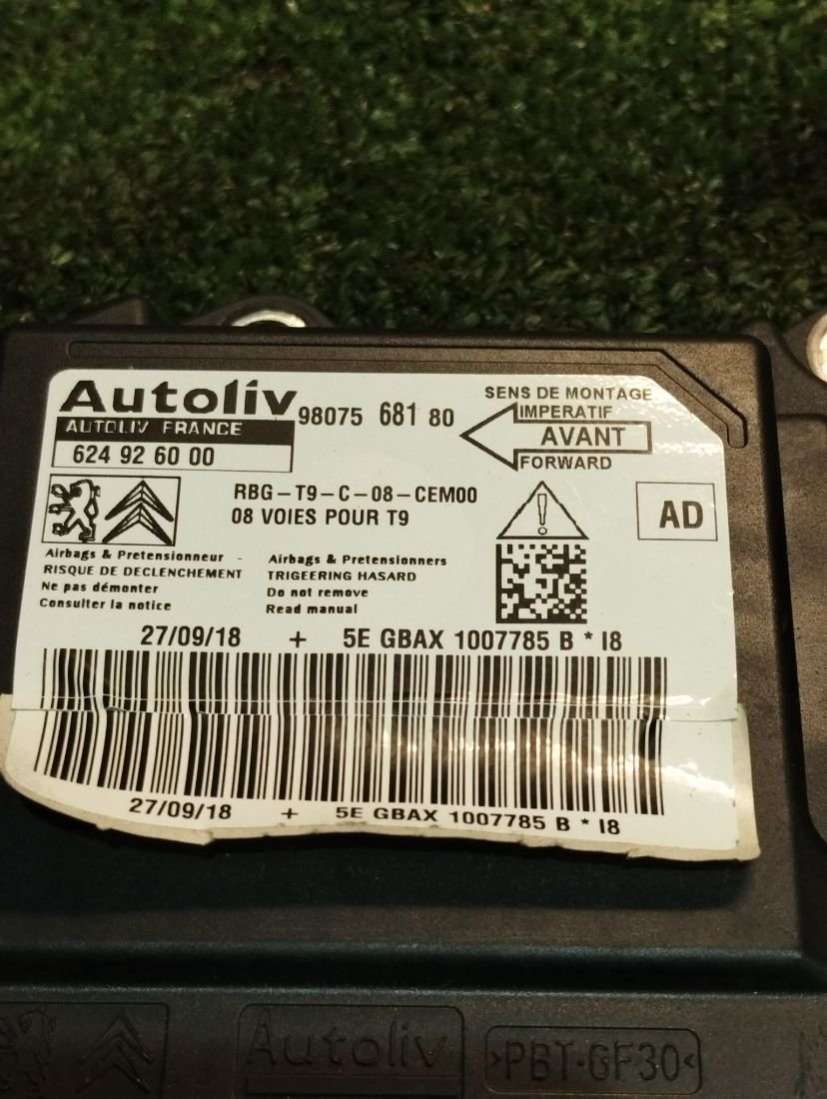 Autoliv
AUTOLIV FRANCE
624 92 60 00
98075 681 80
SENS DE MONTAGE
IMPERATIF
AVANT
FORWARD
RBG-T9-C-08-CEM00
08 VOIES POUR T9
AD
Airbags & Pretensionneur -
RISQUE DE DECLENCHEMENT
Ne pas démonter
Consulter la notice
Airbags & Pretensionners
TRIGEERING HASARD
Do not remove
Read manual
27/09/18 + 5E GBAX 1007785 B * I8
27/09/18 + 5E GBAX 1007785 B * I8
Autoliv
>PBT-GF30<